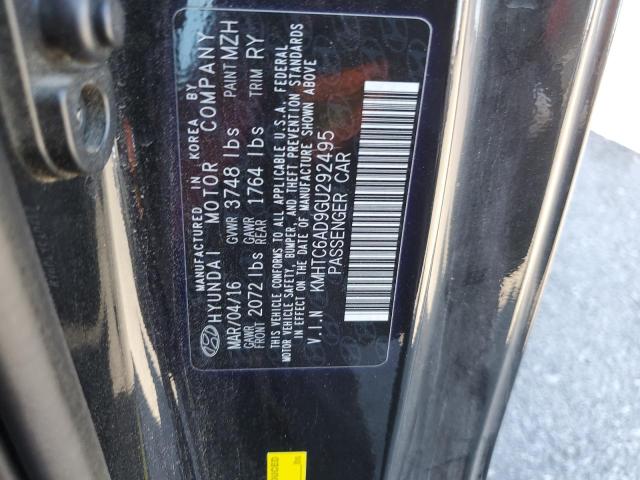 MANUFACTURED IN KOREA BY
HYUNDAI MOTOR COMPANY
MAR/04/16 GVWR 3748 lbs PAINT MZH
GAWR FRONT 2072 lbs GAWR REAR 1764 lbs TRIM RY
THIS VEHICLE CONFORMS TO ALL APPLICABLE U.S.A. FEDERAL
MOTOR VEHICLE SAFETY, BUMPER, AND THEFT PREVENTION STANDARDS
IN EFFECT ON THE DATE OF MANUFACTURE SHOWN ABOVE
V.I.N KMHTC6AD9GU292495
PASSENGER CAR